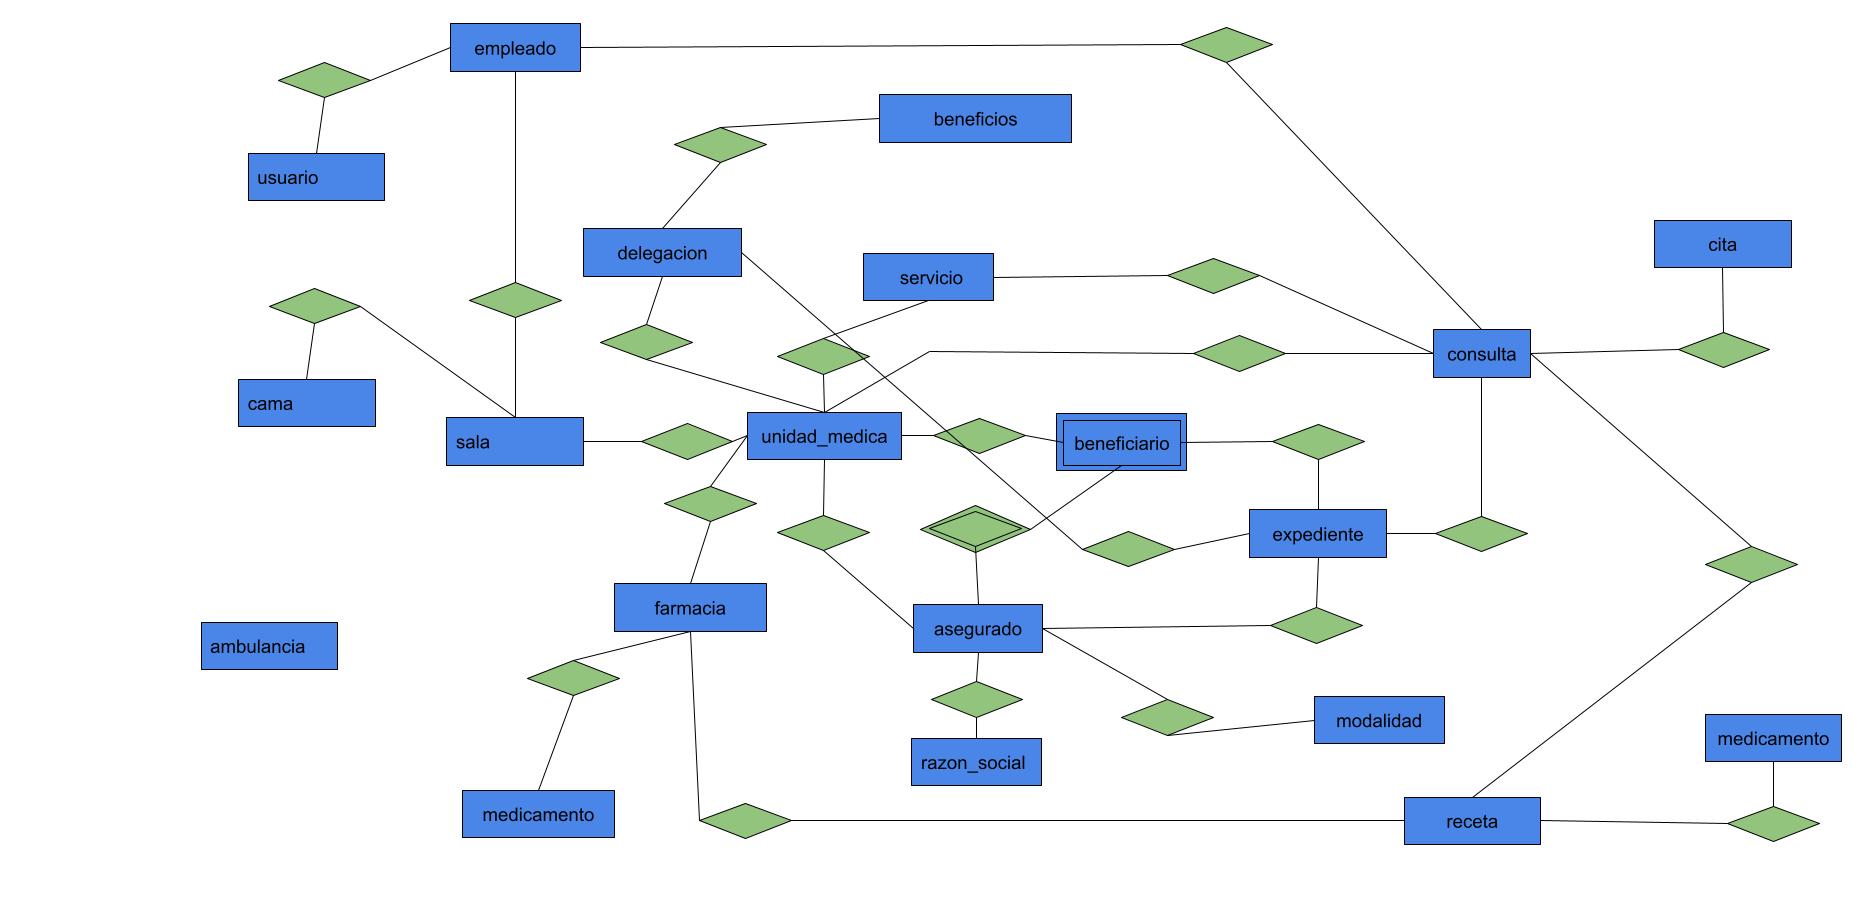 empleado
beneficios
usuario
delegacion
cita
servicio
consulta
cama
sala
unidad_medica
beneficiario
expediente
farmacia
asegurado
ambulancia
modalidad
medicamento
razon_social
medicamento
receta